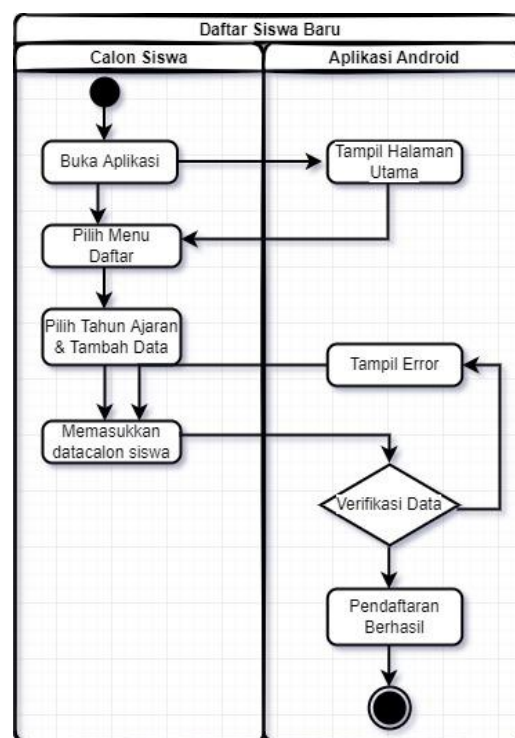 Daftar Siswa Baru
Calon Siswa
Aplikasi Android
Buka Aplikasi
Tampil Halaman
Utama
Pilih Menu
Daftar
Pilih Tahun Ajaran
& Tambah Data
Tampil Error
Memasukkan
datacalon siswa
Verifikasi Data
Pendaftaran
Berhasil